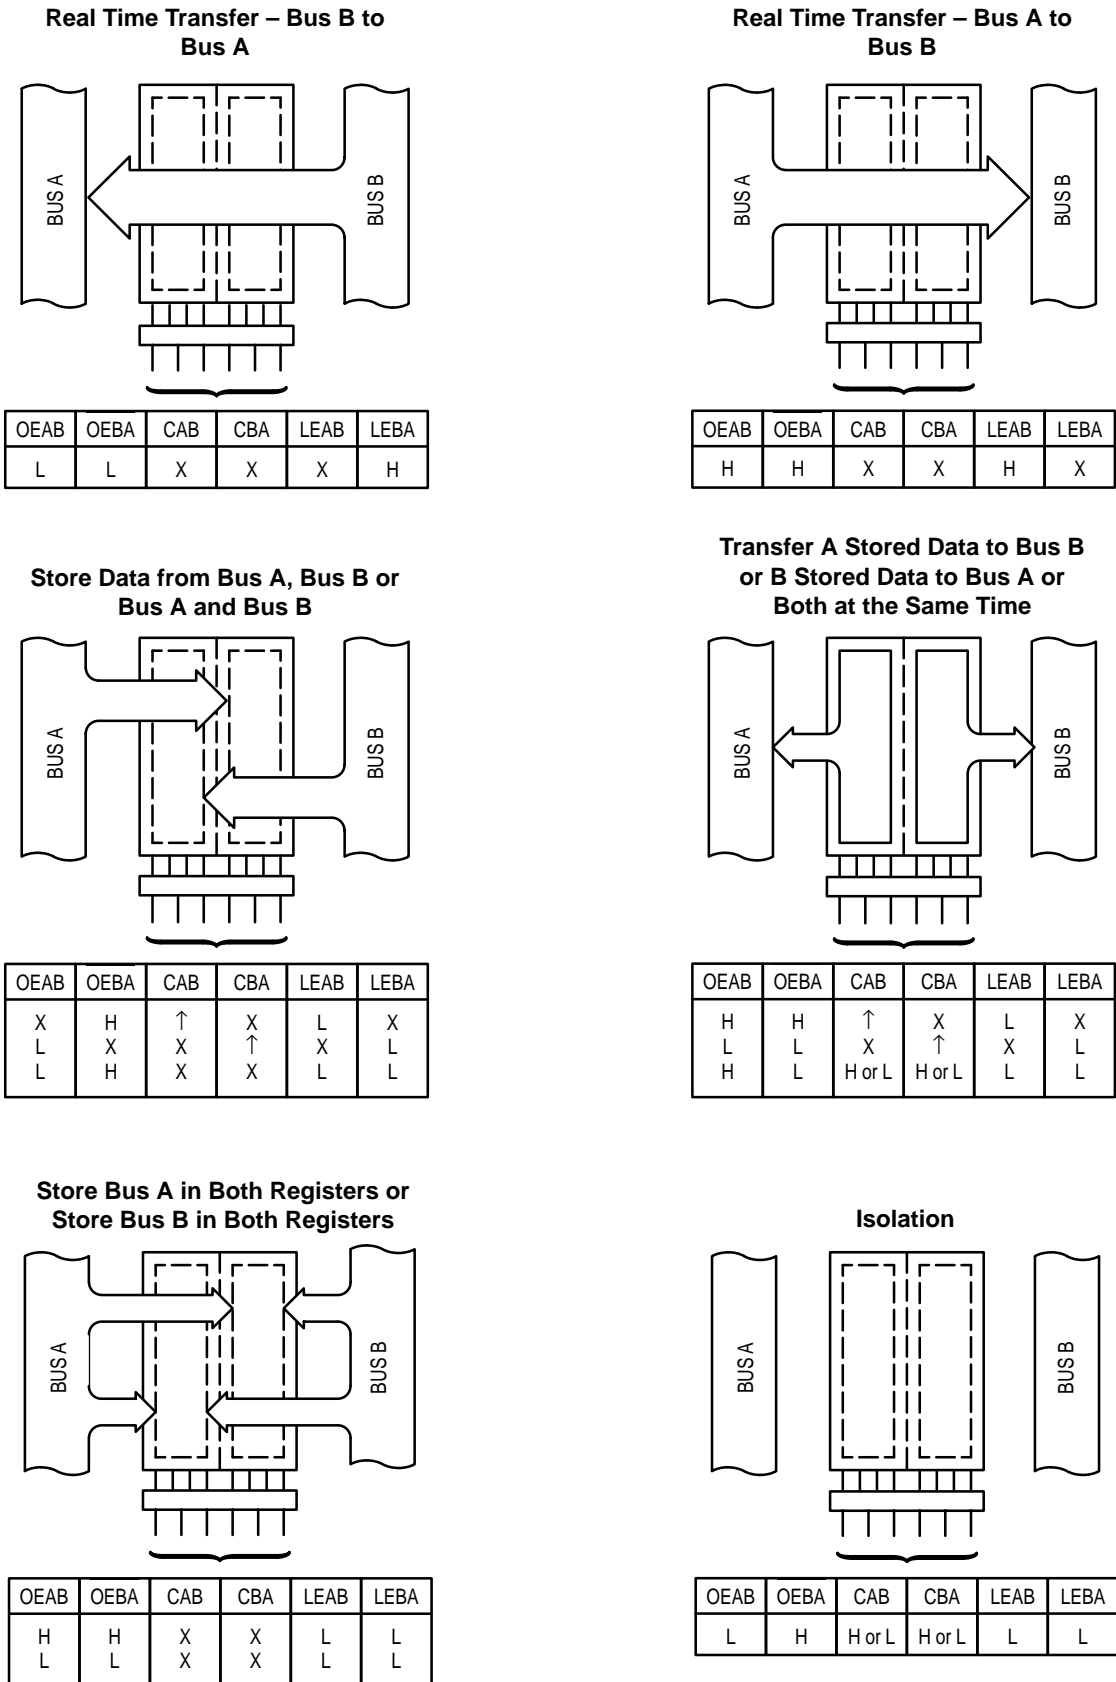 Real Time Transfer – Bus B to
Bus A
BUS A
BUS B
OEAB OEBA CAB CBA LEAB LEBA
L L X X X H
Real Time Transfer – Bus A to
Bus B
BUS A
BUS B
OEAB OEBA CAB CBA LEAB LEBA
H H X X H X
Store Data from Bus A, Bus B or
Bus A and Bus B
BUS A
BUS B
OEAB OEBA CAB CBA LEAB LEBA
X H ↑ X L X
L X X ↑ X L
L H X X L L
Transfer A Stored Data to Bus B
or B Stored Data to Bus A or
Both at the Same Time
BUS A
BUS B
OEAB OEBA CAB CBA LEAB LEBA
H H ↑ X L X
L L X ↑ X L
H L H or L H or L L L
Store Bus A in Both Registers or
Store Bus B in Both Registers
BUS A
BUS B
OEAB OEBA CAB CBA LEAB LEBA
H H X X L L
L L X X L L
Isolation
BUS A
BUS B
OEAB OEBA CAB CBA LEAB LEBA
L H H or L H or L L L